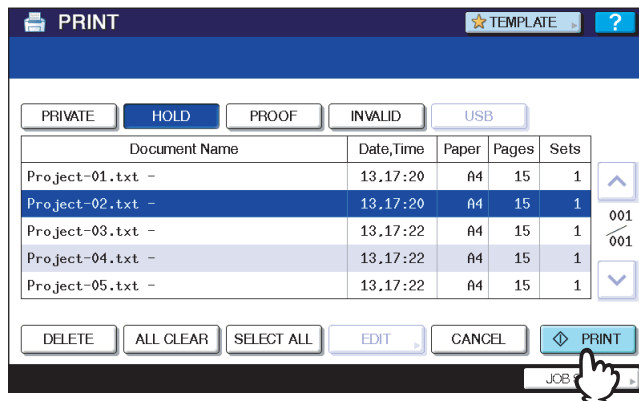 PRINT TEMPLATE ?
PRIVATE HOLD PROOF INVALID USB
Document Name Date,Time Paper Pages Sets
Project-01.txt - 13,17:20 A4 15 1
Project-02.txt - 13,17:20 A4 15 1
Project-03.txt - 13,17:22 A4 15 1
Project-04.txt - 13,17:22 A4 15 1
Project-05.txt - 13,17:22 A4 15 1
001
/001
DELETE ALL CLEAR SELECT ALL EDIT CANCEL PRINT
JOB